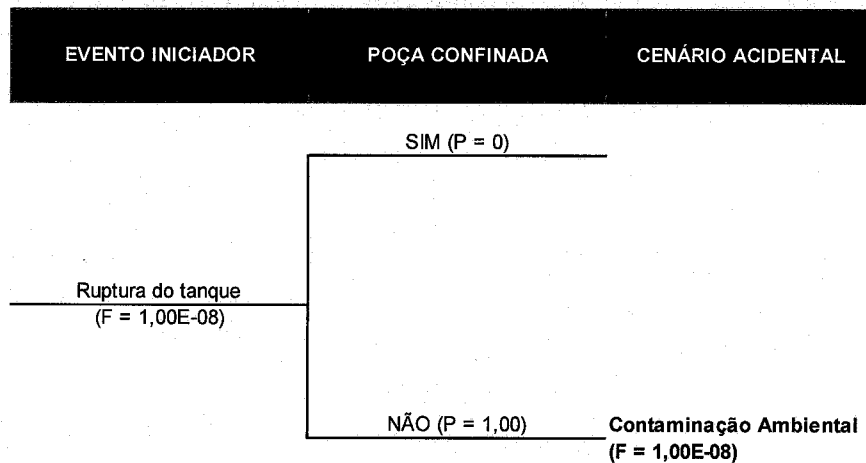 EVENTO INICIADOR
POÇA CONFINADA
CENÁRIO ACIDENTAL
SIM (P = 0)
Ruptura do tanque
(F = 1,00E-08)
NÃO (P = 1,00)
Contaminação Ambiental
(F = 1,00E-08)